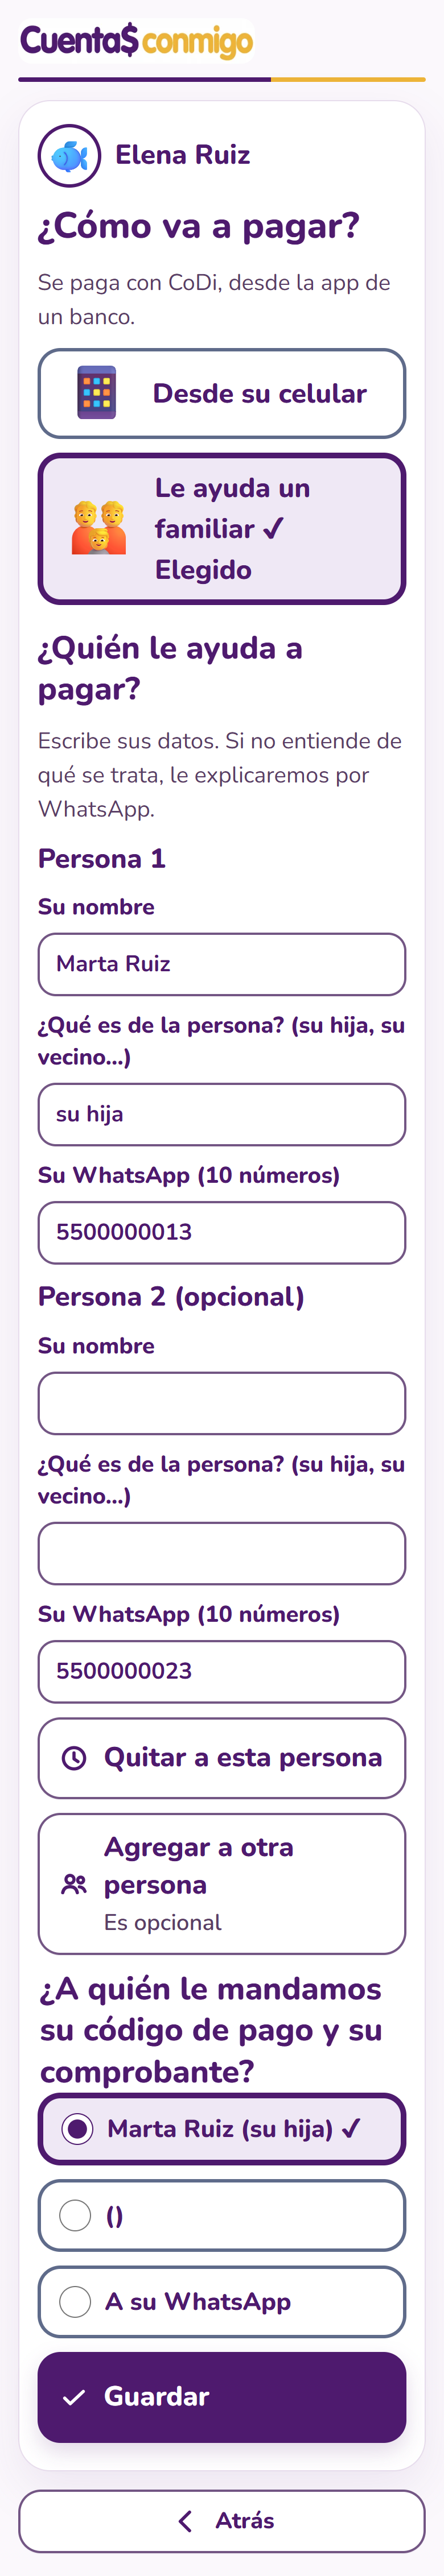 Cuenta$ conmigo
Elena Ruiz
¿Cómo va a pagar?
Se paga con CoDi, desde la app de
un banco.
Desde su celular
Le ayuda un
familiar ✓
Elegido
¿Quién le ayuda a
pagar?
Escribe sus datos. Si no entiende de
qué se trata, le explicaremos por
WhatsApp.
Persona 1
Su nombre
Marta Ruiz
¿Qué es de la persona? (su hija, su
vecino...)
su hija
Su WhatsApp (10 números)
5500000013
Persona 2 (opcional)
Su nombre
¿Qué es de la persona? (su hija, su
vecino...)
Su WhatsApp (10 números)
5500000023
Quitar a esta persona
Agregar a otra
persona
Es opcional
¿A quién le mandamos
su código de pago y su
comprobante?
Marta Ruiz (su hija) ✓
()
A su WhatsApp
Guardar
Atrás